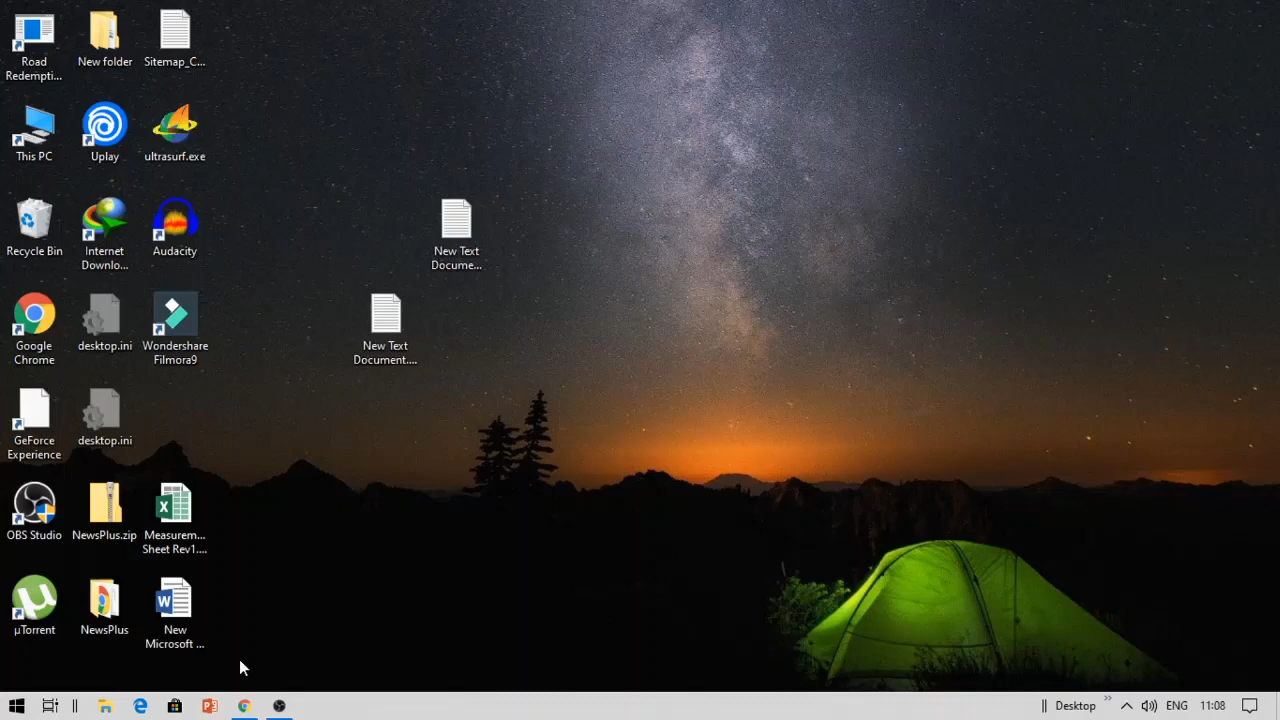 Road
Redempti...
New folder
Sitemap_C...
This PC
Uplay
ultrasurf.exe
Recycle Bin
Internet
Downlo...
Audacity
New Text
Docume...
Google
Chrome
desktop.ini
Wondershare
Filmora9
New Text
Document....
GeForce
Experience
desktop.ini
OBS Studio
NewsPlus.zip
Measurem...
Sheet Rev1....
µTorrent
NewsPlus
New
Microsoft ...
Desktop
ENG
11:08